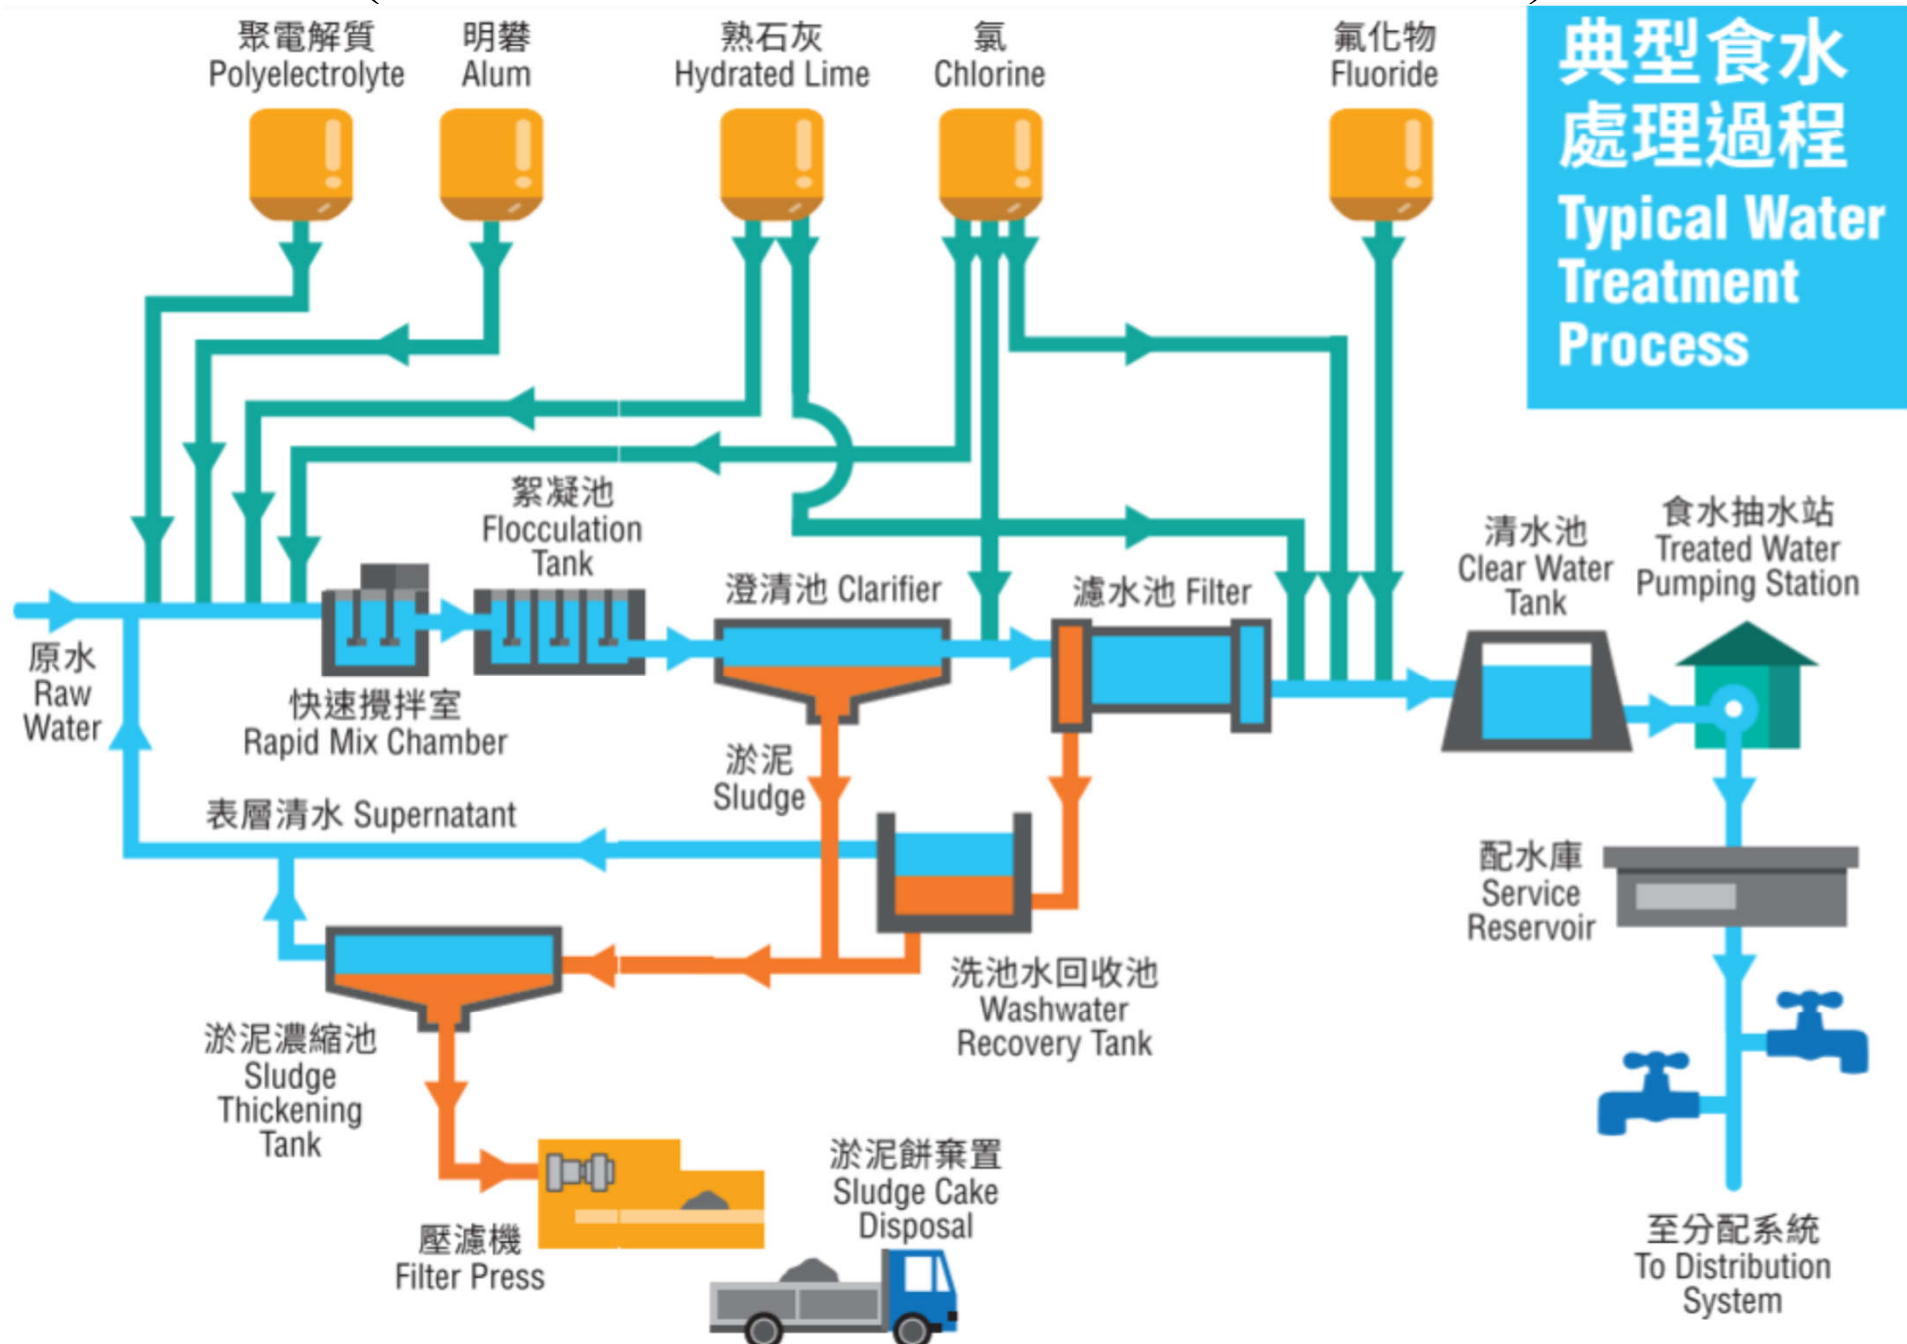 聚電解質
Polyelectrolyte
明礬
Alum
熟石灰
Hydrated Lime
氯
Chlorine
氟化物
Fluoride
典型食水
處理過程
Typical Water
Treatment
Process
絮凝池
Flocculation
Tank
澄清池 Clarifier
濾水池 Filter
清水池
Clear Water
Tank
食水抽水站
Treated Water
Pumping Station
原水
Raw
Water
快速攪拌室
Rapid Mix Chamber
淤泥
Sludge
表層清水 Supernatant
配水庫
Service
Reservoir
洗池水回收池
Washwater
Recovery Tank
淤泥濃縮池
Sludge
Thickening
Tank
淤泥餅棄置
Sludge Cake
Disposal
壓濾機
Filter Press
至分配系統
To Distribution
System